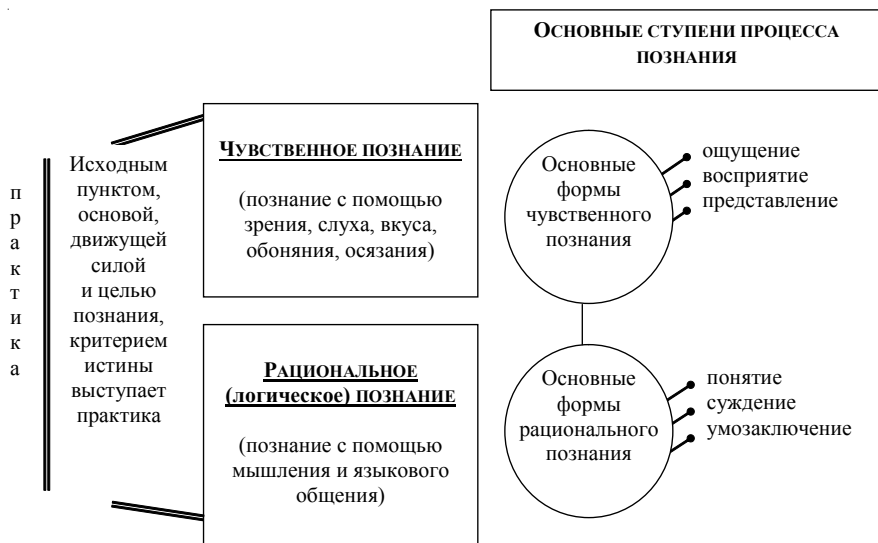 ОСНОВНЫЕ СТУПЕНИ ПРОЦЕССА
ПОЗНАНИЯ
п
р
а
к
т
и
к
а
Исходным
пунктом,
основой,
движущей
силой
и целью
познания,
критерием
истины
выступает
практика
ЧУВСТВЕННОЕ ПОЗНАНИЕ
(познание с помощью
зрения, слуха, вкуса,
обоняния, осязания)
Основные
формы
чувственного
познания
ощущение
восприятие
представление
РАЦИОНАЛЬНОЕ
(логическое) ПОЗНАНИЕ
(познание с помощью
мышления и языкового
общения)
Основные
формы
рационального
познания
понятие
суждение
умозаключение